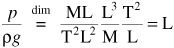 p/ρg dim= ML/T²L² L³/M T²/L = L